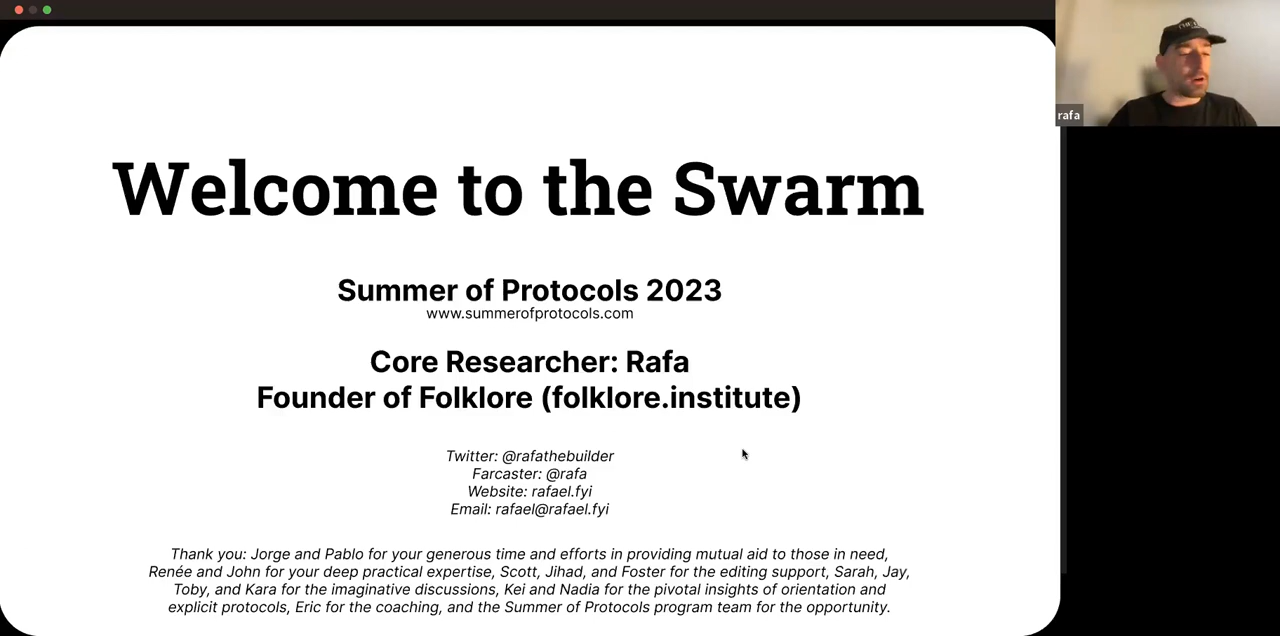 Welcome to the Swarm
Summer of Protocols 2023
www.summerofprotocols.com
Core Researcher: Rafa
Founder of Folklore (folklore.institute)
Twitter: @rafathebuilder
Farcaster: @rafa
Website: rafael.fyi
Email: rafael@rafael.fyi
Thank you: Jorge and Pablo for your generous time and efforts in providing mutual aid to those in need,
Renée and John for your deep practical expertise, Scott, Jihad, and Foster for the editing support, Sarah, Jay,
Toby, and Kara for the imaginative discussions, Kei and Nadia for the pivotal insights of orientation and
explicit protocols, Eric for the coaching, and the Summer of Protocols program team for the opportunity.
rafa